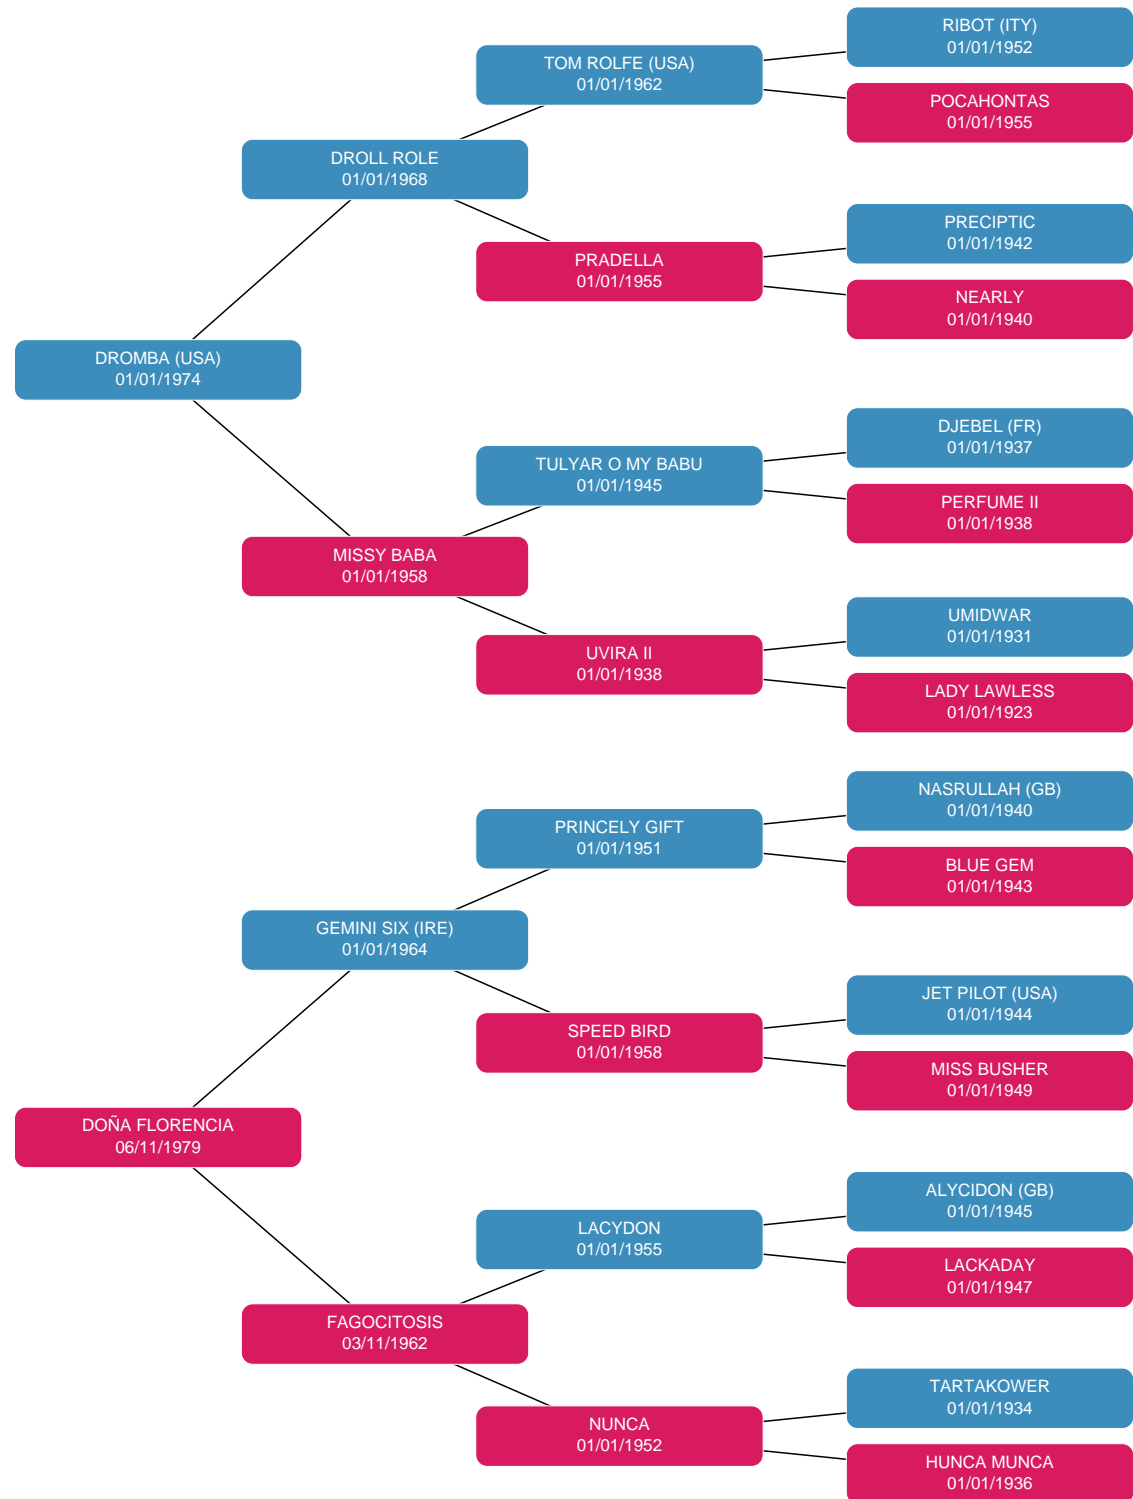 RIBOT (ITY)
01/01/1952
TOM ROLFE (USA)
01/01/1962
POCAHONTAS
01/01/1955
DROLL ROLE
01/01/1968
PRECIPTIC
01/01/1942
PRADELLA
01/01/1955
NEARLY
01/01/1940
DROMBA (USA)
01/01/1974
DJEBEL (FR)
01/01/1937
TULYAR O MY BABU
01/01/1945
PERFUME II
01/01/1938
MISSY BABA
01/01/1958
UMIDWAR
01/01/1931
UVIRA II
01/01/1938
LADY LAWLESS
01/01/1923
NASRULLAH (GB)
01/01/1940
PRINCELY GIFT
01/01/1951
BLUE GEM
01/01/1943
GEMINI SIX (IRE)
01/01/1964
JET PILOT (USA)
01/01/1944
SPEED BIRD
01/01/1958
MISS BUSHER
01/01/1949
DOÑA FLORENCIA
06/11/1979
ALYCIDON (GB)
01/01/1945
LACYDON
01/01/1955
LACKADAY
01/01/1947
FAGOCITOSIS
03/11/1962
TARTAKOWER
01/01/1934
NUNCA
01/01/1952
HUNCA MUNCA
01/01/1936